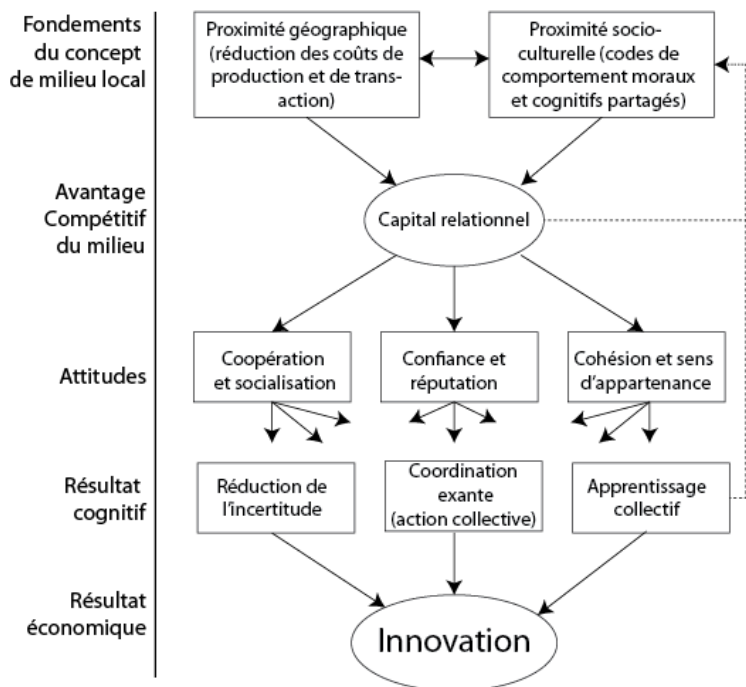 Fondements
du concept
de milieu local
Proximité géographique
(réduction des coûts de
production et de trans-
action)
Proximité socio-
culturelle (codes de
comportement moraux
et cognitifs partagés)
Avantage
Compétitif
du milieu
Capital relationnel
Attitudes
Coopération
et socialisation
Confiance et
réputation
Cohésion et sens
d'appartenance
Résultat
cognitif
Réduction de
l'incertitude
Coordination
exante
(action collective)
Apprentissage
collectif
Résultat
économique
Innovation